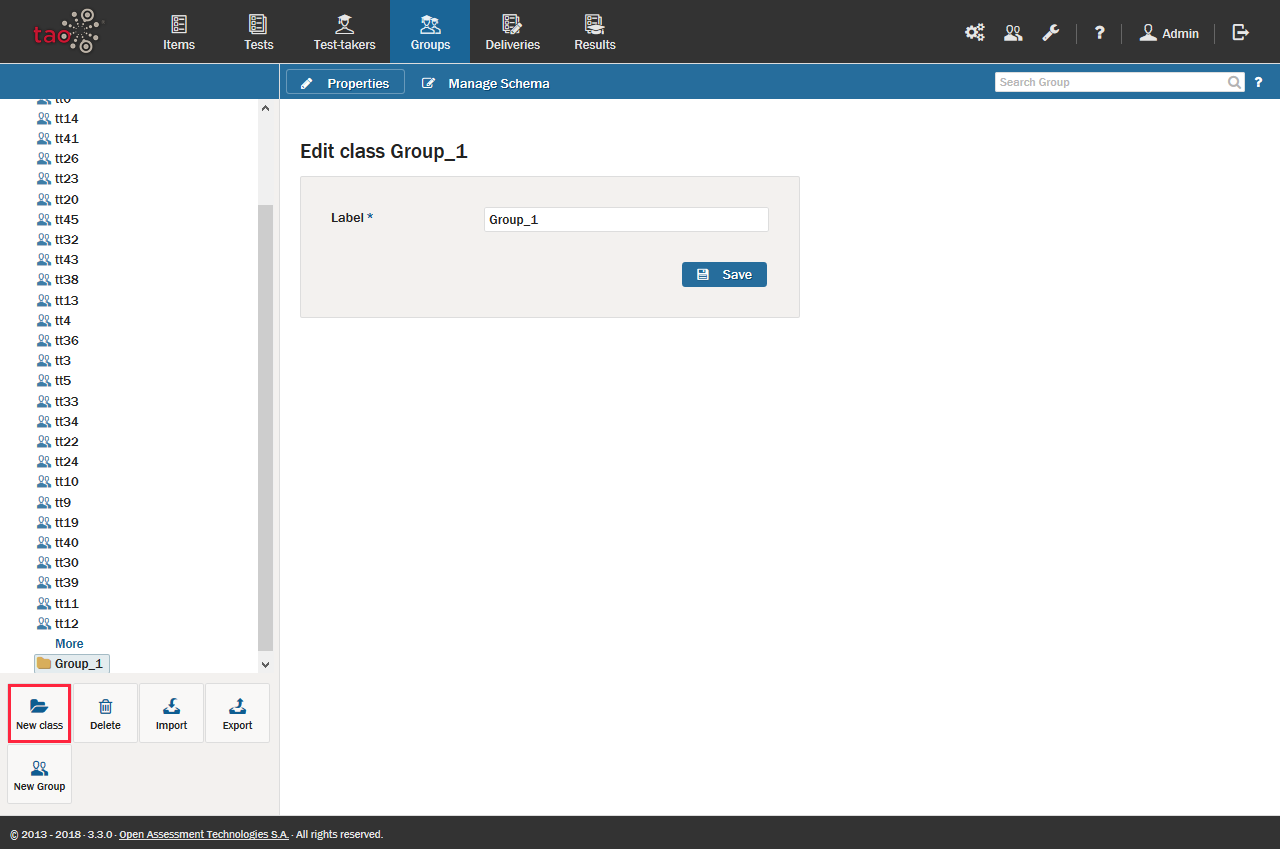 tao
Items
Tests
Test-takers
Groups
Deliveries
Results
?
Admin
Properties
Manage Schema
Search Group
?
tt14
tt41
tt26
tt23
tt20
tt45
tt32
tt43
tt38
tt13
tt4
tt36
tt3
tt5
tt33
tt34
tt22
tt24
tt10
tt9
tt19
tt40
tt30
tt39
tt11
tt12
More
Group_1
Edit class Group_1
Label *
Group_1
Save
New class
Delete
Import
Export
New Group
© 2013 - 2018 · 3.3.0 · Open Assessment Technologies S.A. · All rights reserved.